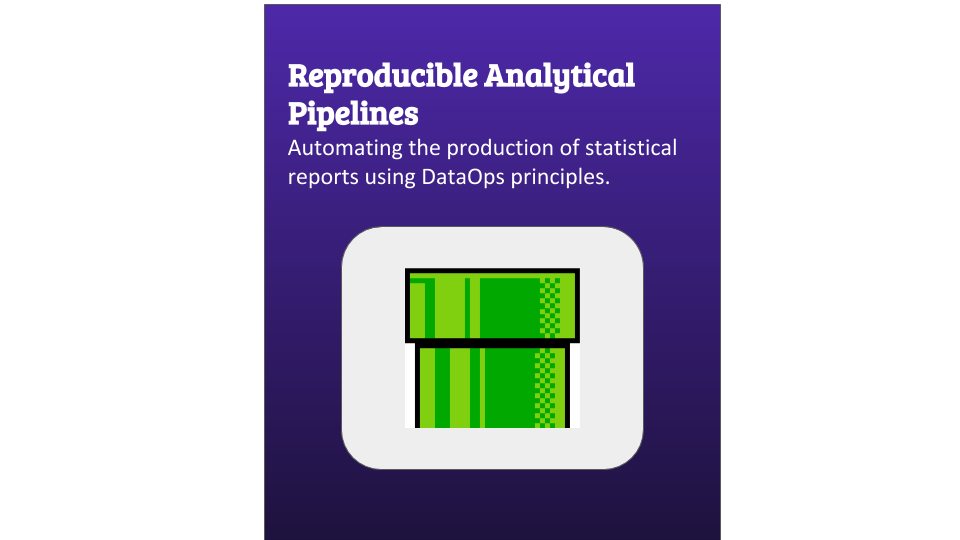 Reproducible Analytical
Pipelines
Automating the production of statistical
reports using DataOps principles.